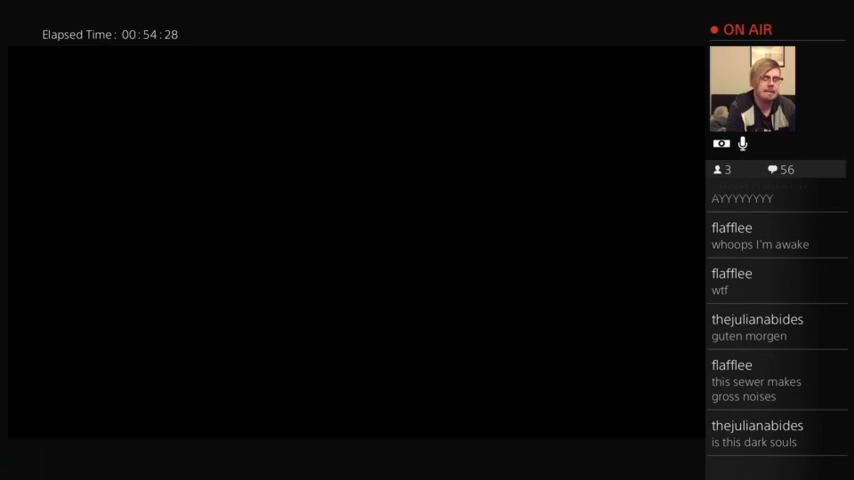 Elapsed Time: 00:54:28
ON AIR
3 56
AYYYYYYY
flafflee
whoops I'm awake
flafflee
wtf
thejulianabides
guten morgen
flafflee
this sewer makes
gross noises
thejulianabides
is this dark souls